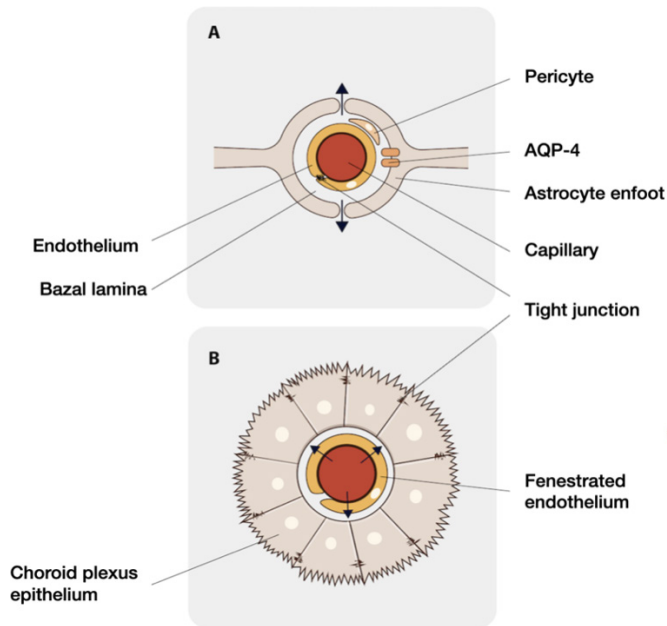 A
Pericyte
AQP-4
Astrocyte enfoot
Endothelium
Capillary
Bazal lamina
Tight junction
B
Fenestrated
endothelium
Choroid plexus
epithelium